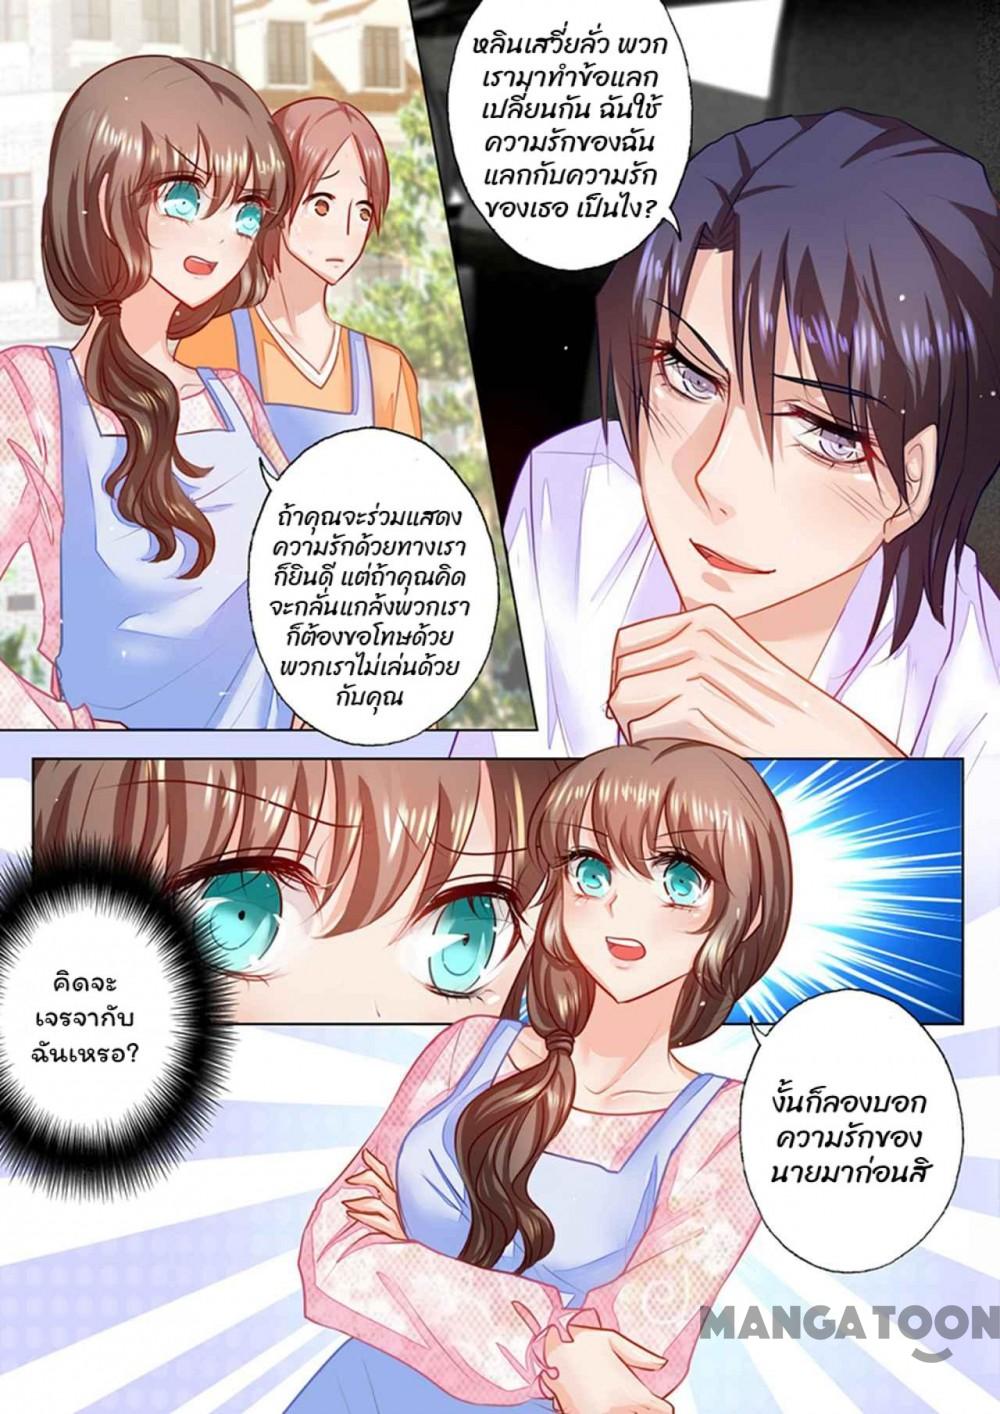 หลินเสวี่ยลั่ว พวก
เรามาทำข้อแลก
เปลี่ยนกัน ฉันใช้
ความรักของฉัน
แลกกับความรัก
ของเธอ เป็นไง?
ถ้าคุณจะร่วมแสดง
ความรักด้วยทางเรา
ก็ยินดี แต่ถ้าคุณคิด
จะกลั่นแกล้งพวกเรา
ก็ต้องขอโทษด้วย
พวกเราไม่เล่นด้วย
กับคุณ
คิดจะ
เจรจากับ
ฉันเหรอ?
งั้นก็ลองบอก
ความรักของ
นายมาก่อนสิ
MANGATOON